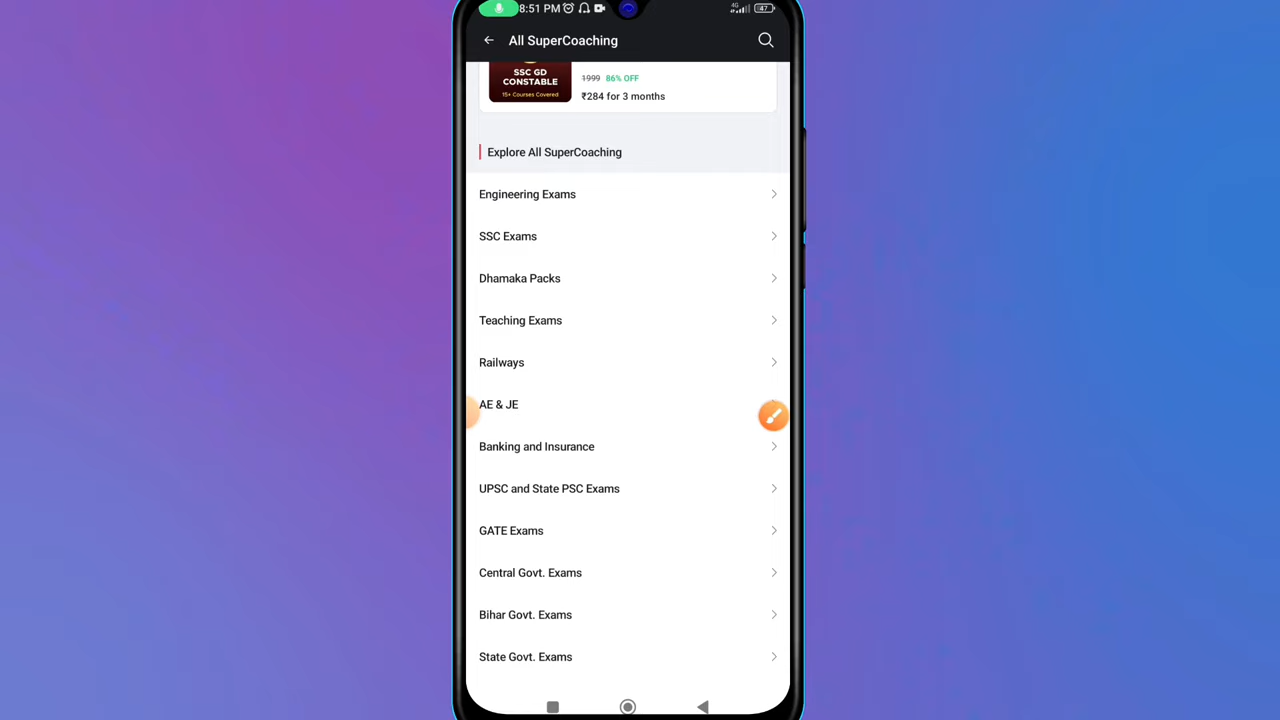 8:51 PM 4G 47
All SuperCoaching
SSC GD
CONSTABLE
15+ Courses Covered
1999 86% OFF
₹284 for 3 months
Explore All SuperCoaching
Engineering Exams
SSC Exams
Dhamaka Packs
Teaching Exams
Railways
AE & JE
Banking and Insurance
UPSC and State PSC Exams
GATE Exams
Central Govt. Exams
Bihar Govt. Exams
State Govt. Exams